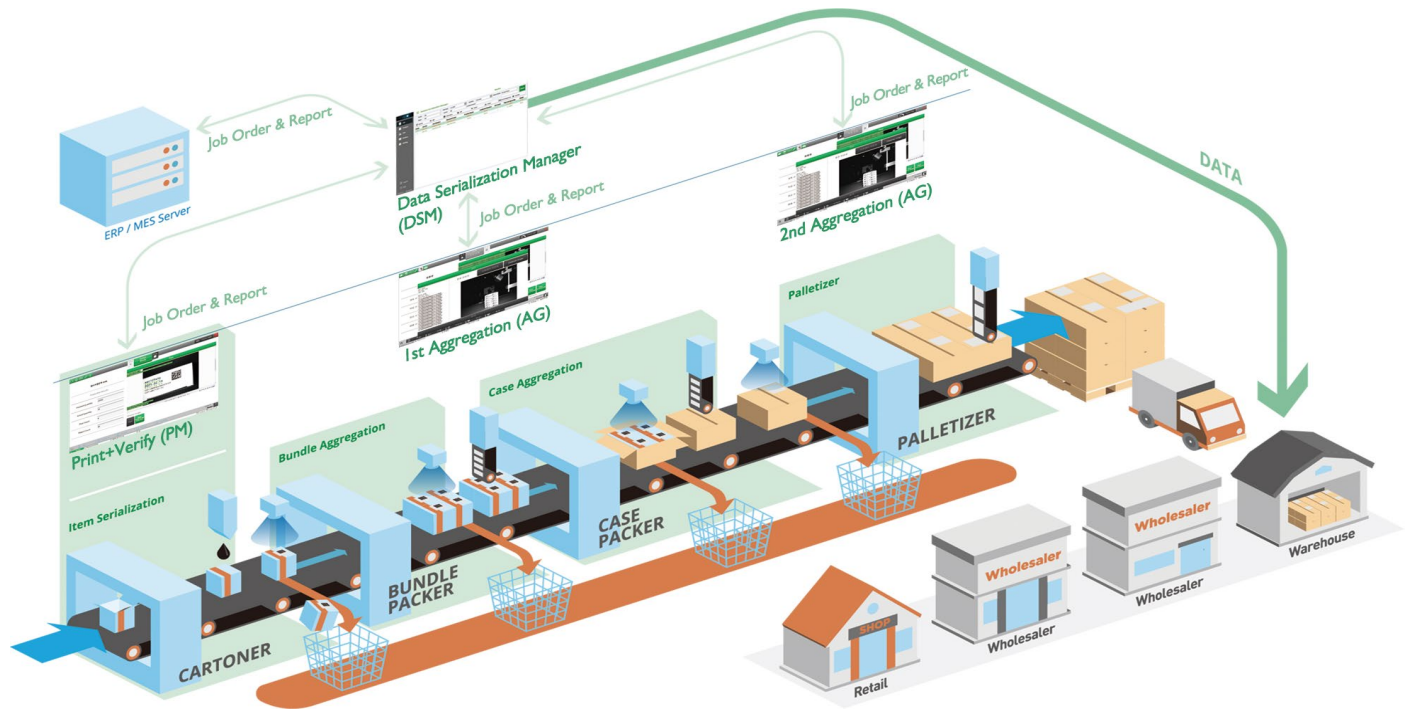 Job Order & Report
Job Order & Report
DATA
ERP / MES Server
Data Serialization Manager
(DSM)
Job Order & Report
2nd Aggregation (AG)
Job Order & Report
1st Aggregation (AG)
Palletizer
Print+Verify (PM)
Case Aggregation
Bundle Aggregation
Item Serialization
PALLETIZER
CASE
PACKER
BUNDLE
PACKER
CARTONER
Wholesaler
Wholesaler
SHOP
Warehouse
Wholesaler
Wholesaler
Retail